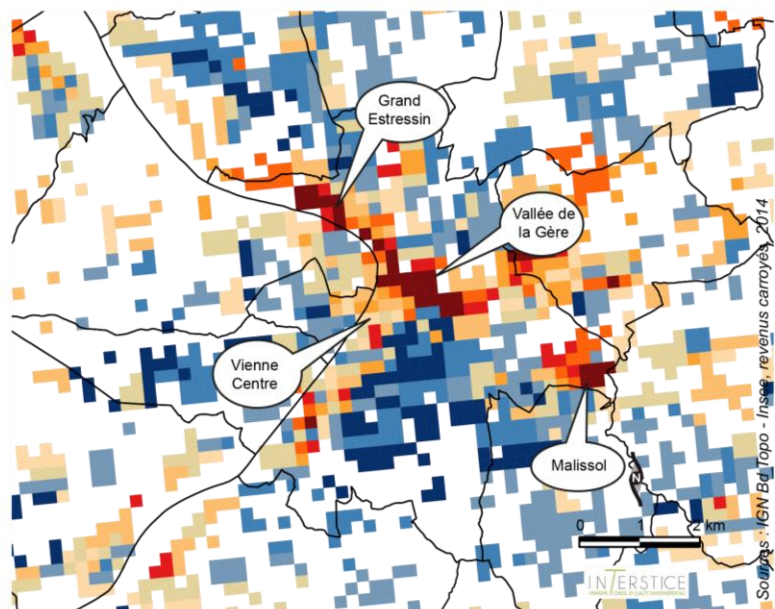 Grand
Estressin
Vallée de
la Gère
Vienne
Centre
Malissol
0 1 2 km
INTERSTICE
Sources : IGN Bd Topo - Insee, revenus carroyés, 2014